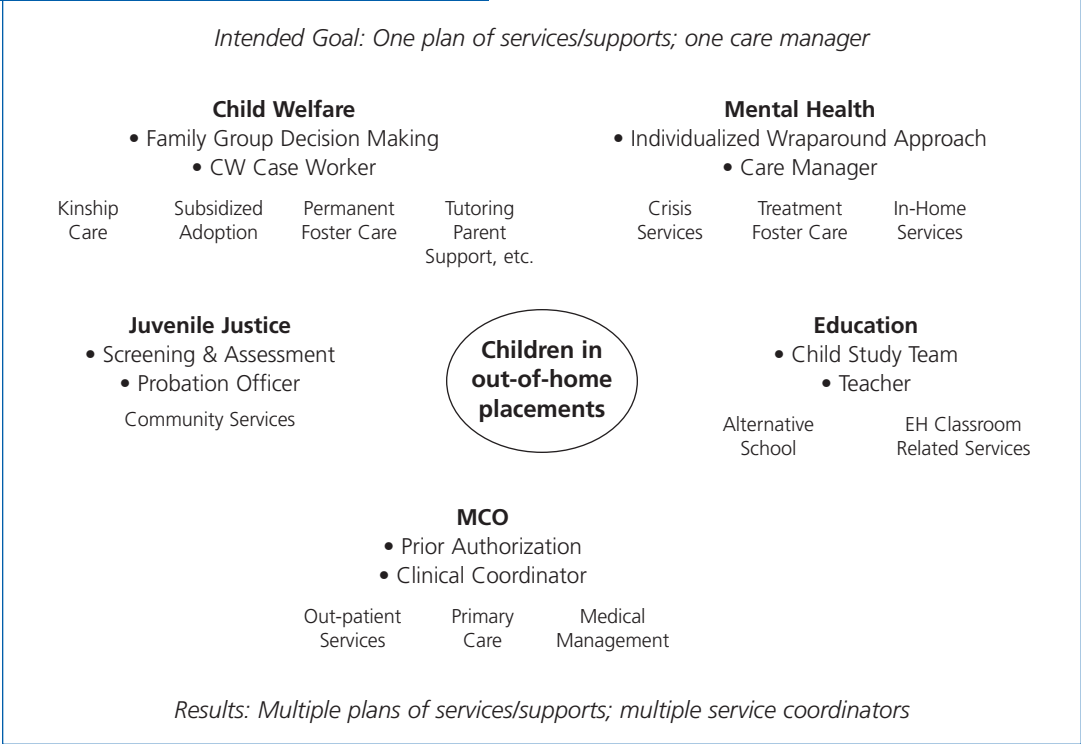 Intended Goal: One plan of services/supports; one care manager
Child Welfare
• Family Group Decision Making
• CW Case Worker
Kinship
Care
Subsidized
Adoption
Permanent
Foster Care
Tutoring
Parent
Support, etc.
Mental Health
• Individualized Wraparound Approach
• Care Manager
Crisis
Services
Treatment
Foster Care
In-Home
Services
Juvenile Justice
• Screening & Assessment
• Probation Officer
Community Services
Children in
out-of-home
placements
Education
• Child Study Team
• Teacher
Alternative
School
EH Classroom
Related Services
MCO
• Prior Authorization
• Clinical Coordinator
Out-patient
Services
Primary
Care
Medical
Management
Results: Multiple plans of services/supports; multiple service coordinators